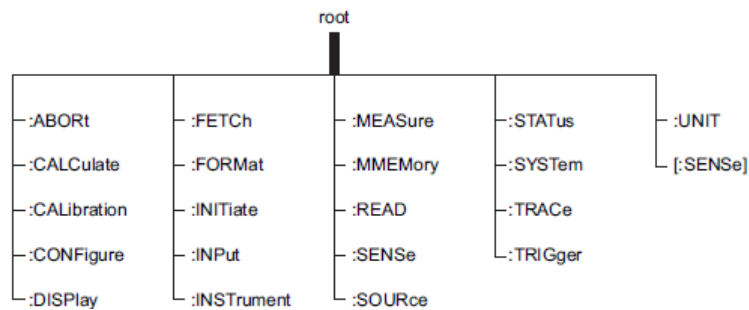 root
:ABORt
:CALCulate
:CALibration
:CONFigure
:DISPlay
:FETCh
:FORMat
:INITiate
:INPut
:INSTrument
:MEASure
:MMEMory
:READ
:SENSe
:SOURce
:STATus
:SYSTem
:TRACe
:TRIGger
:UNIT
[:SENSe]